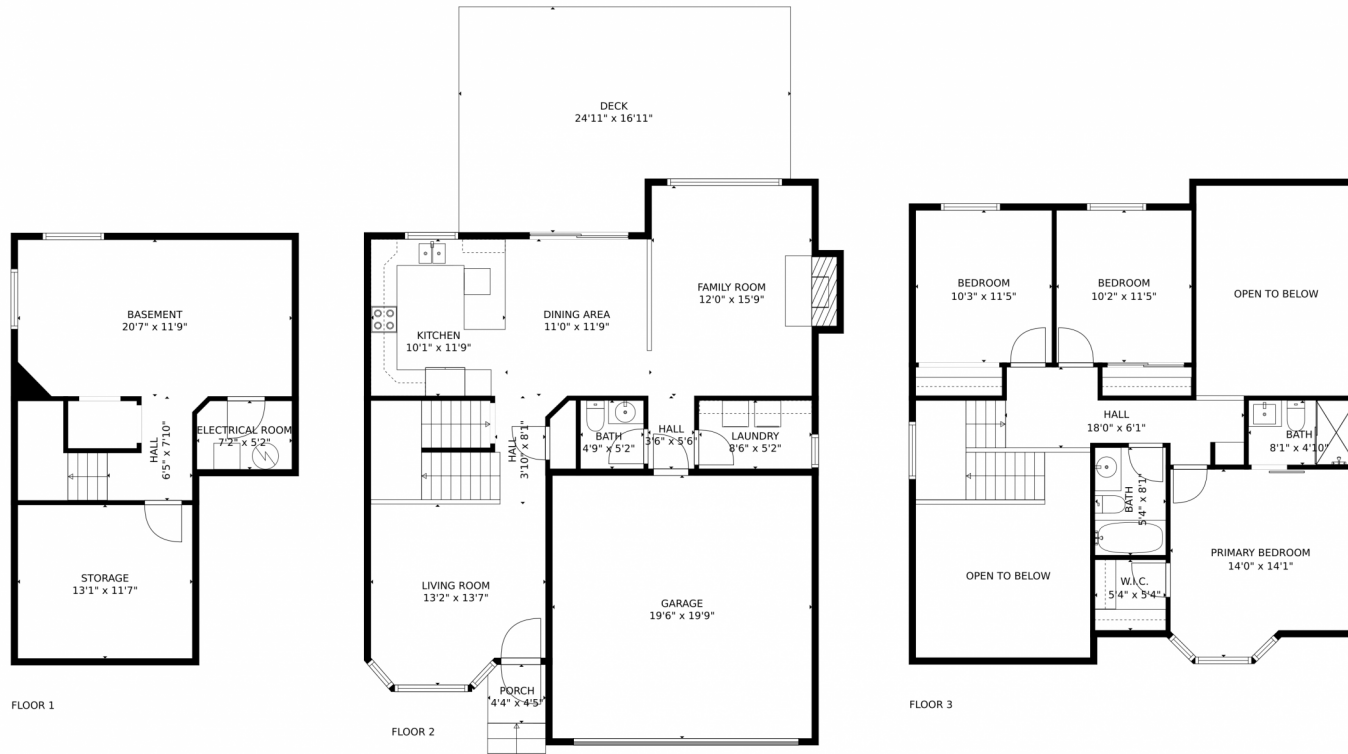 BASEMENT
20'7" x 11'9"
HALL
6'5" x 7'10"
ELECTRICAL ROOM
7'2" x 5'2"
STORAGE
13'1" x 11'7"
FLOOR 1
DECK
24'11" x 16'11"
KITCHEN
10'1" x 11'9"
DINING AREA
11'0" x 11'9"
FAMILY ROOM
12'0" x 15'9"
HALL
3'10" x 8'1"
BATH
4'9" x 5'2"
HALL
3'6" x 5'6"
LAUNDRY
8'6" x 5'2"
LIVING ROOM
13'2" x 13'7"
GARAGE
19'6" x 19'9"
PORCH
4'4" x 4'5"
FLOOR 2
BEDROOM
10'3" x 11'5"
BEDROOM
10'2" x 11'5"
OPEN TO BELOW
HALL
18'0" x 6'1"
BATH
8'1" x 4'10"
BATH
5'4" x 8'1"
PRIMARY BEDROOM
14'0" x 14'1"
OPEN TO BELOW
W.I.C.
5'4" x 5'4"
FLOOR 3